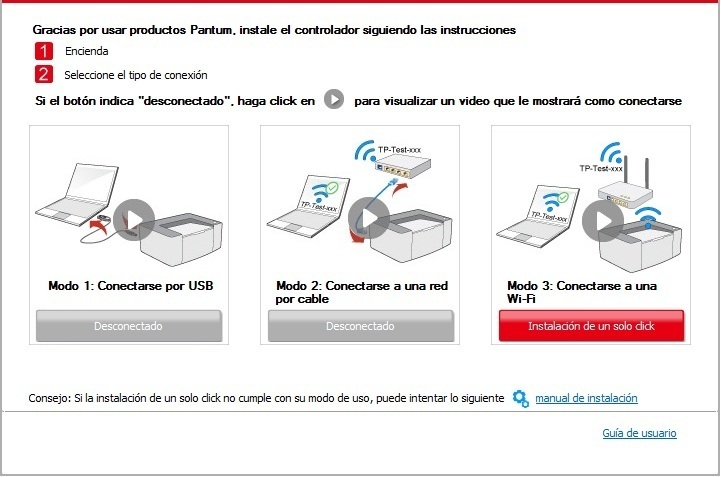 Gracias por usar productos Pantum, instale el controlador siguiendo las instrucciones
1 Encienda
2 Seleccione el tipo de conexión
Si el botón indica "desconectado", haga click en para visualizar un video que le mostrará como conectarse
TP-Test-xxx
TP-Test-xxx
TP-Test-xxx
TP-Test-xxx
Modo 1: Conectarse por USB
Modo 2: Conectarse a una red
por cable
Modo 3: Conectarse a una
Wi-Fi
Desconectado
Desconectado
Instalación de un solo click
Consejo: Si la instalación de un solo click no cumple con su modo de uso, puede intentar lo siguiente manual de instalación
Guía de usuario